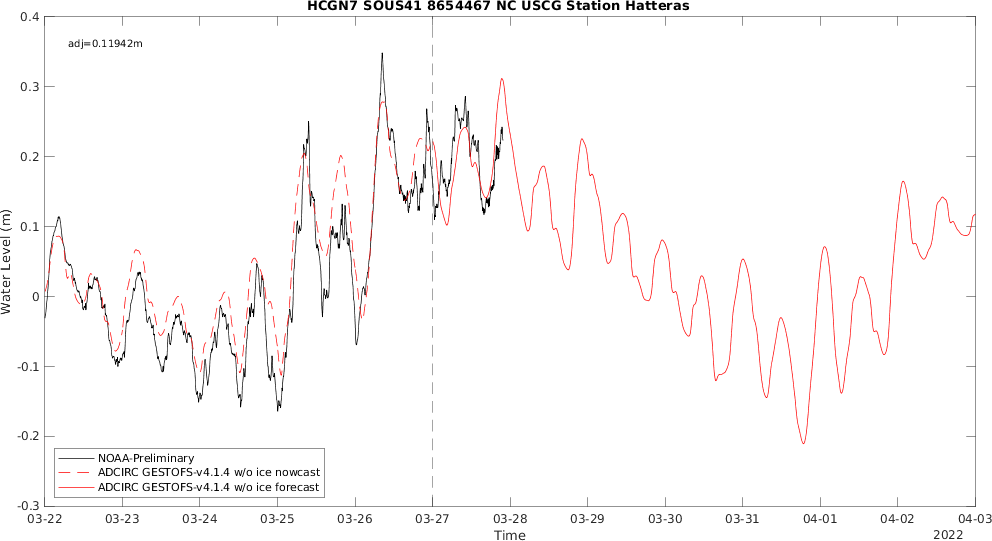 HCGN7 SOUS41 8654467 NC USCG Station Hatteras
adj=0.11942m
0.4
0.3
0.2
0.1
0
-0.1
-0.2
-0.3
Water Level (m)
NOAA-Preliminary
ADCIRC GESTOFS-v4.1.4 w/o ice nowcast
ADCIRC GESTOFS-v4.1.4 w/o ice forecast
03-22 03-23 03-24 03-25 03-26 03-27 03-28 03-29 03-30 03-31 04-01 04-02 04-03
Time
2022